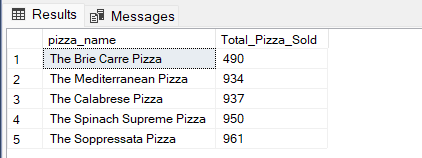 Results Messages
pizza_name Total_Pizza_Sold
1 The Brie Carre Pizza 490
2 The Mediterranean Pizza 934
3 The Calabrese Pizza 937
4 The Spinach Supreme Pizza 950
5 The Soppressata Pizza 961